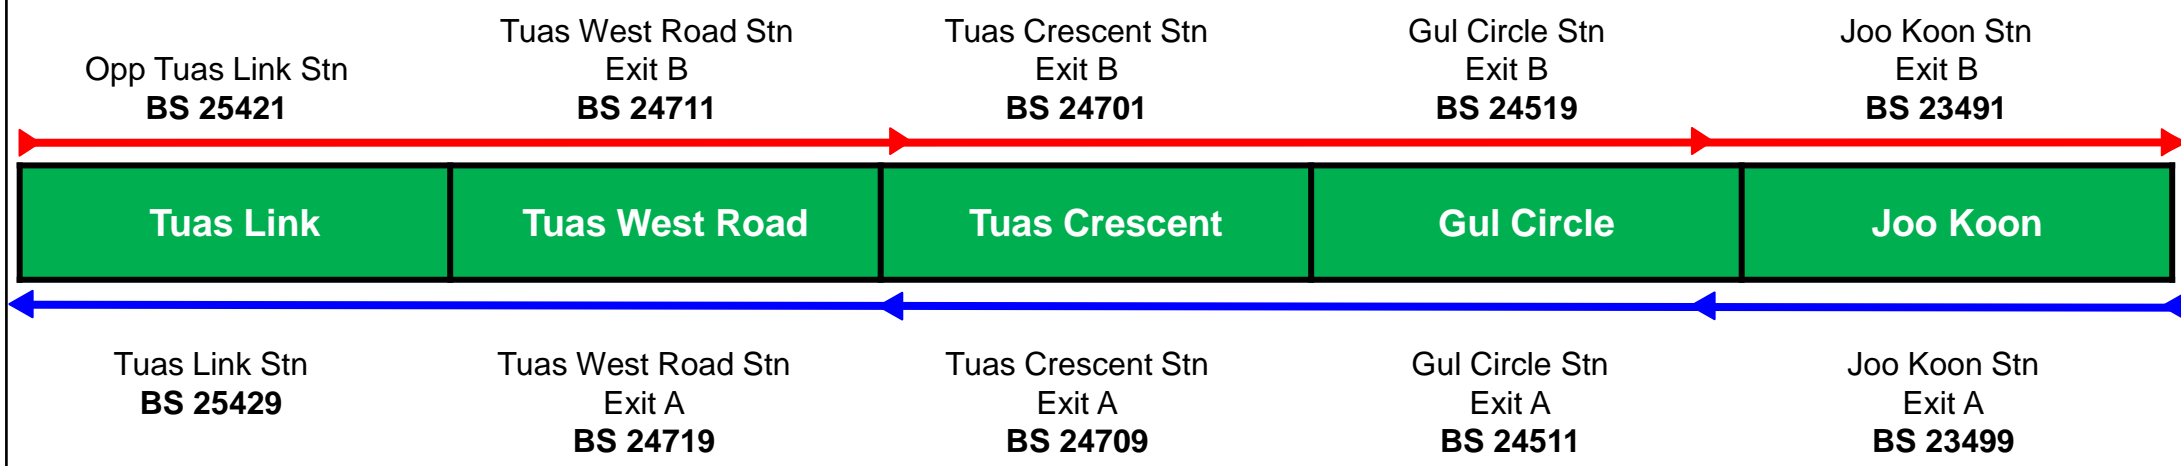 Opp Tuas Link Stn
BS 25421
Tuas West Road Stn
Exit B
BS 24711
Tuas Crescent Stn
Exit B
BS 24701
Gul Circle Stn
Exit B
BS 24519
Joo Koon Stn
Exit B
BS 23491
Tuas Link
Tuas West Road
Tuas Crescent
Gul Circle
Joo Koon
Tuas Link Stn
BS 25429
Tuas West Road Stn
Exit A
BS 24719
Tuas Crescent Stn
Exit A
BS 24709
Gul Circle Stn
Exit A
BS 24511
Joo Koon Stn
Exit A
BS 23499